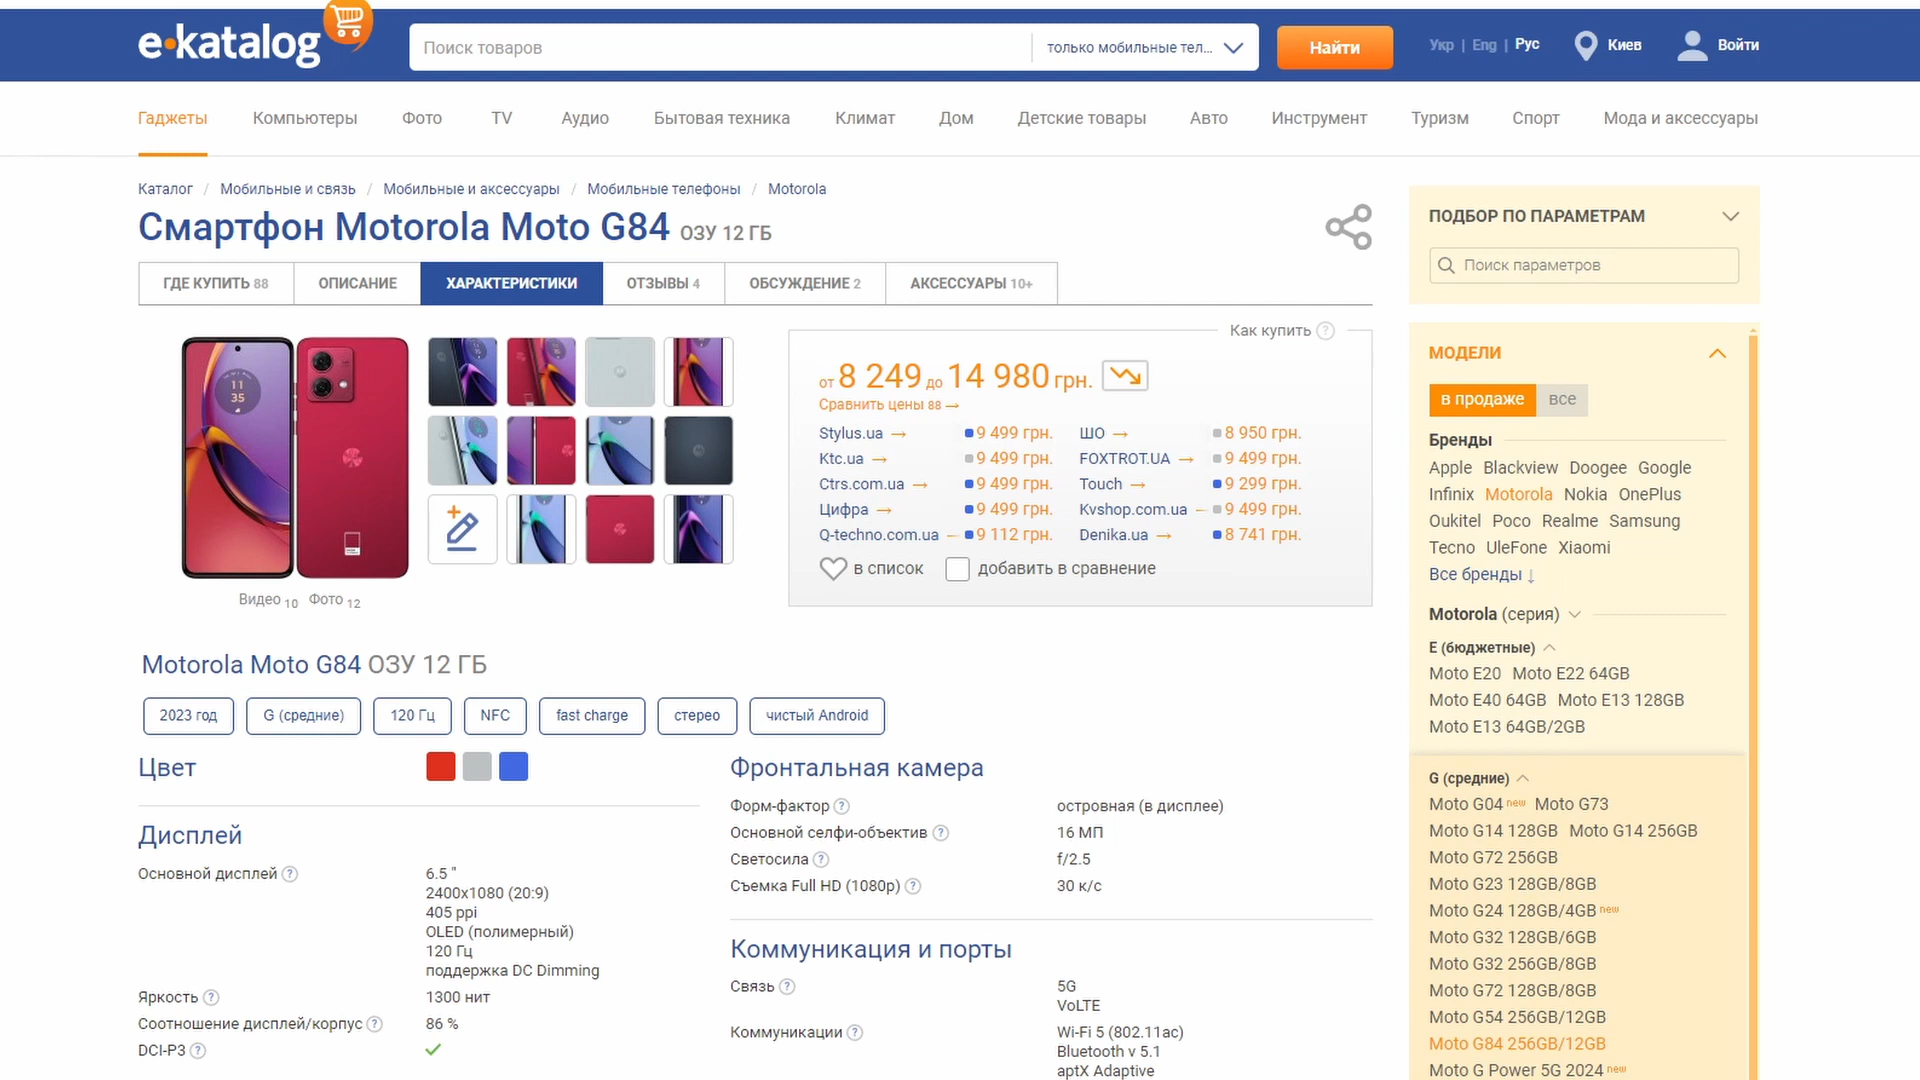 e·katalog
Поиск товаров
только мобильные тел...
Найти
Укр | Eng | Рус
Киев
Войти
Гаджеты Компьютеры Фото TV Аудио Бытовая техника Климат Дом Детские товары Авто Инструмент Туризм Спорт Мода и аксессуары
Каталог / Мобильные и связь / Мобильные и аксессуары / Мобильные телефоны / Motorola
Смартфон Motorola Moto G84 ОЗУ 12 ГБ
ГДЕ КУПИТЬ 88 ОПИСАНИЕ ХАРАКТЕРИСТИКИ ОТЗЫВЫ 4 ОБСУЖДЕНИЕ 2 АКСЕССУАРЫ 10+
11
35
Видео 10 Фото 12
Как купить ?
от 8 249 до 14 980 грн.
Сравнить цены 88 →
Stylus.ua → 9 499 грн. ШО → 8 950 грн.
Ktc.ua → 9 499 грн. FOXTROT.UA → 9 499 грн.
Ctrs.com.ua → 9 499 грн. Touch → 9 299 грн.
Цифра → 9 499 грн. Kvshop.com.ua 9 499 грн.
Q-techno.com.ua 9 112 грн. Denika.ua → 8 741 грн.
в список добавить в сравнение
Motorola Moto G84 ОЗУ 12 ГБ
2023 год G (средние) 120 Гц NFC fast charge стерео чистый Android
Цвет
Дисплей
Основной дисплей ? 6.5 "
2400x1080 (20:9)
405 ppi
OLED (полимерный)
120 Гц
поддержка DC Dimming
Яркость ? 1300 нит
Соотношение дисплей/корпус ? 86 %
DCI-P3 ?
Фронтальная камера
Форм-фактор ? островная (в дисплее)
Основной селфи-объектив ? 16 МП
Светосила ? f/2.5
Съемка Full HD (1080p) ? 30 к/с
Коммуникация и порты
Связь ? 5G
VoLTE
Коммуникации ? Wi-Fi 5 (802.11ac)
Bluetooth v 5.1
aptX Adaptive
ПОДБОР ПО ПАРАМЕТРАМ
Поиск параметров
МОДЕЛИ
в продаже все
Бренды
Apple Blackview Doogee Google
Infinix Motorola Nokia OnePlus
Oukitel Poco Realme Samsung
Tecno UleFone Xiaomi
Все бренды ↓
Motorola (серия)
E (бюджетные)
Moto E20 Moto E22 64GB
Moto E40 64GB Moto E13 128GB
Moto E13 64GB/2GB
G (средние)
Moto G04 new Moto G73
Moto G14 128GB Moto G14 256GB
Moto G72 256GB
Moto G23 128GB/8GB
Moto G24 128GB/4GB new
Moto G32 128GB/6GB
Moto G32 256GB/8GB
Moto G72 128GB/8GB
Moto G54 256GB/12GB
Moto G84 256GB/12GB
Moto G Power 5G 2024 new